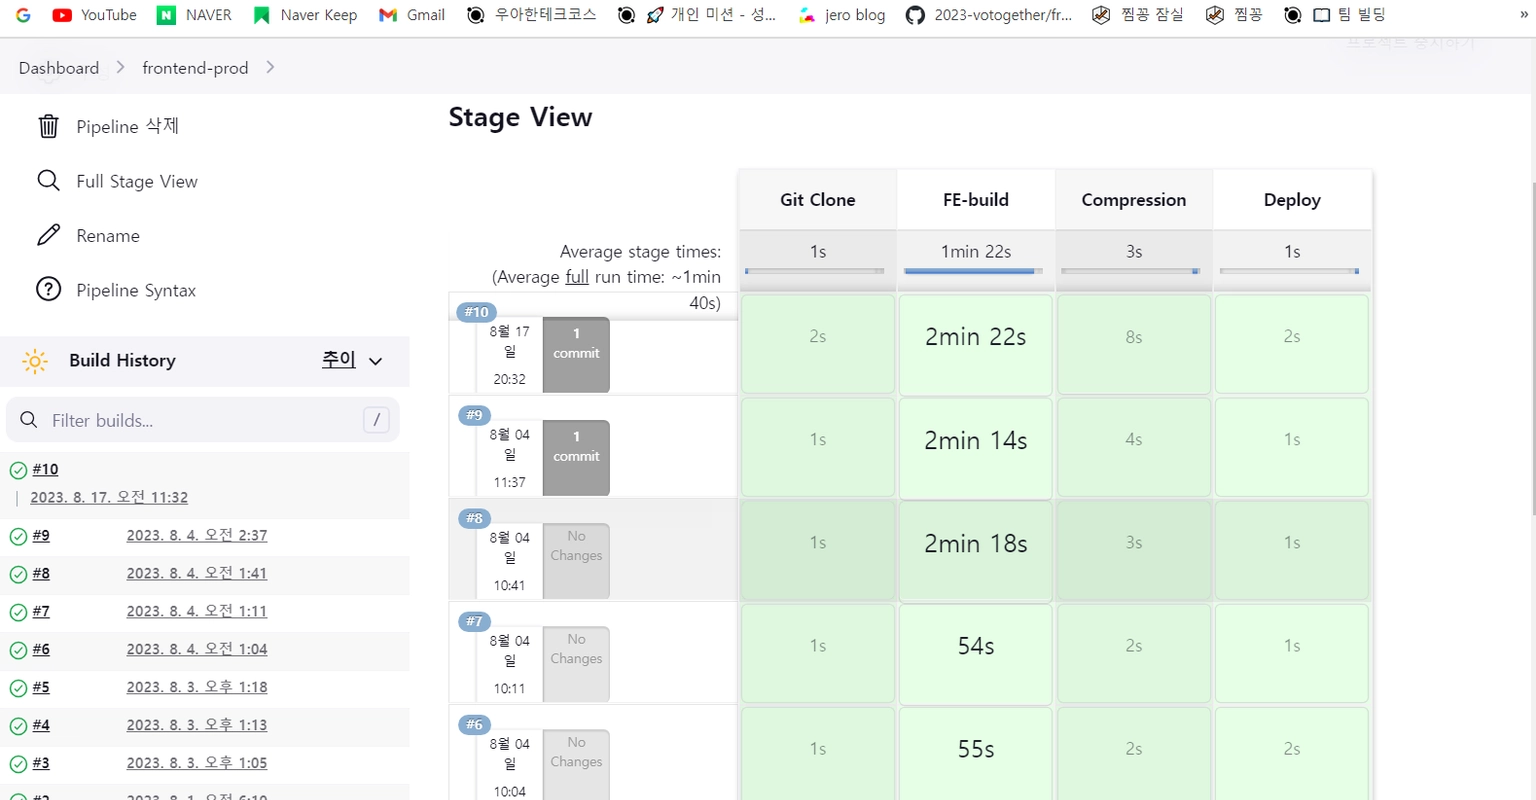 YouTube NAVER Naver Keep Gmail 우아한테크코스 개인 미션 - 성... jero blog 2023-votogether/fr... 찜꽁 잠실 찜꽁 팀 빌딩 »
프로젝트 중지하기
Dashboard frontend-prod
Pipeline 삭제
Full Stage View
Rename
Pipeline Syntax
Build History 추이
Filter builds... /
#10
2023. 8. 17. 오전 11:32
#9 2023. 8. 4. 오전 2:37
#8 2023. 8. 4. 오전 1:41
#7 2023. 8. 4. 오전 1:11
#6 2023. 8. 4. 오전 1:04
#5 2023. 8. 3. 오후 1:18
#4 2023. 8. 3. 오후 1:13
#3 2023. 8. 3. 오후 1:05
Stage View
Git Clone FE-build Compression Deploy
Average stage times: 1s 1min 22s 3s 1s
(Average full run time: ~1min
40s)
#10
8월 17
일
20:32
1
commit
2s 2min 22s 8s 2s
#9
8월 04
일
11:37
1
commit
1s 2min 14s 4s 1s
#8
8월 04
일
10:41
No
Changes
1s 2min 18s 3s 1s
#7
8월 04
일
10:11
No
Changes
1s 54s 2s 1s
#6
8월 04
일
10:04
No
Changes
1s 55s 2s 2s